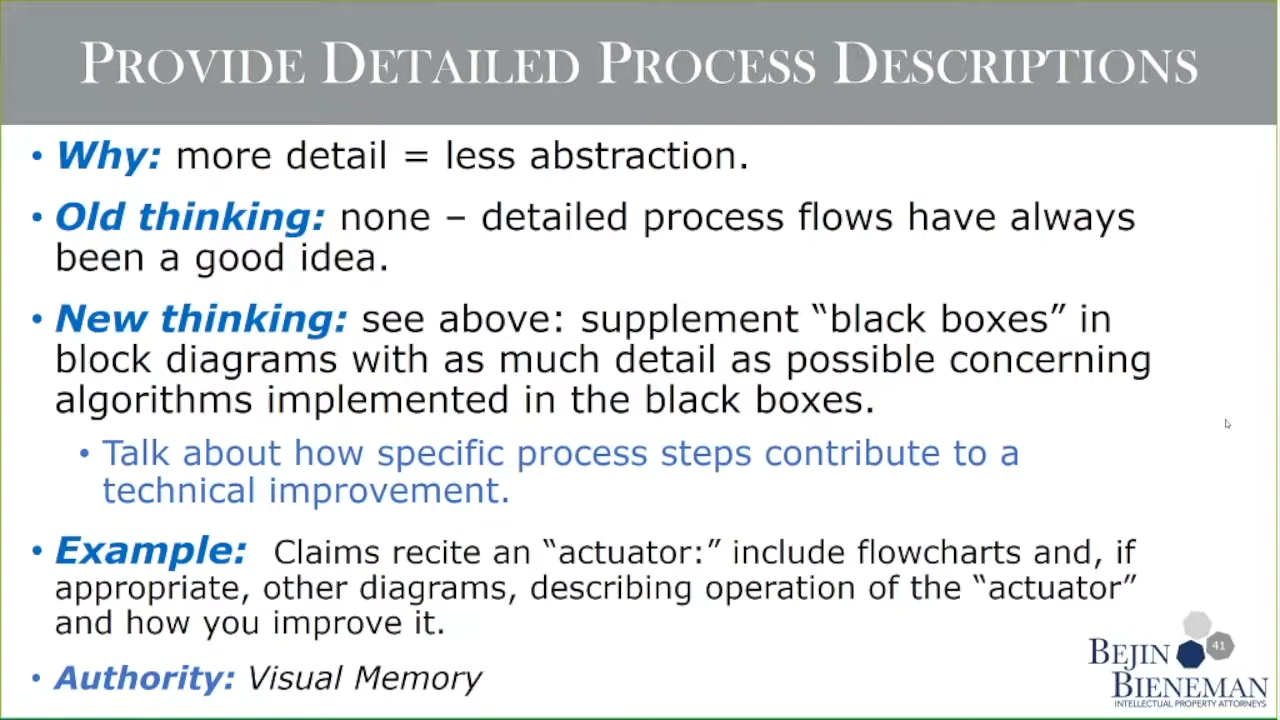 PROVIDE DETAILED PROCESS DESCRIPTIONS
• Why: more detail = less abstraction.
• Old thinking: none – detailed process flows have always
been a good idea.
• New thinking: see above: supplement “black boxes” in
block diagrams with as much detail as possible concerning
algorithms implemented in the black boxes.
• Talk about how specific process steps contribute to a
technical improvement.
• Example: Claims recite an “actuator:” include flowcharts and, if
appropriate, other diagrams, describing operation of the “actuator”
and how you improve it.
• Authority: Visual Memory
41
BEJIN
BIENEMAN
INTELLECTUAL PROPERTY ATTORNEYS